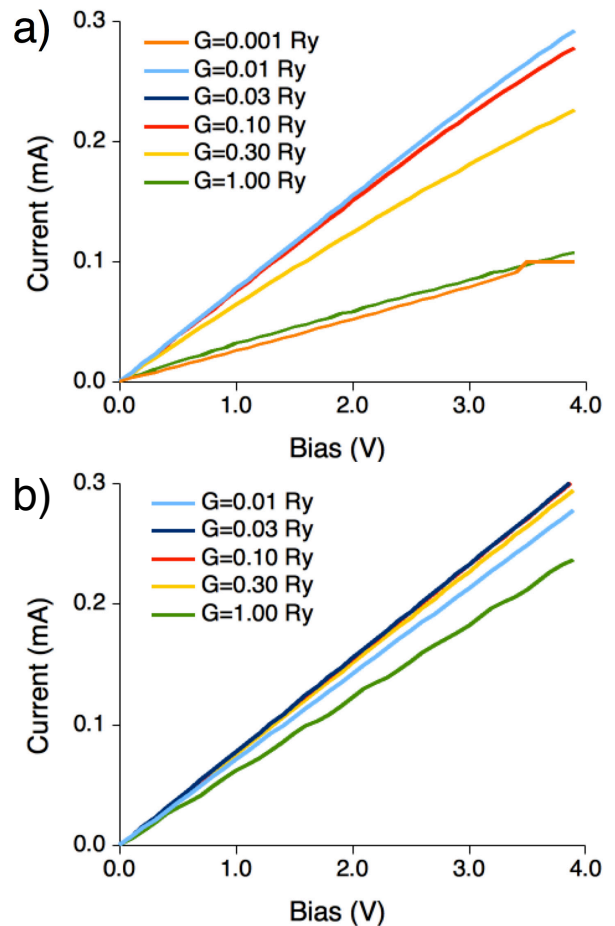 a)
0.3
G=0.001 Ry
G=0.01 Ry
G=0.03 Ry
G=0.10 Ry
G=0.30 Ry
G=1.00 Ry
0.2
Current (mA)
0.1
0.0
0.0 1.0 2.0 3.0 4.0
Bias (V)
b)
0.3
G=0.01 Ry
G=0.03 Ry
G=0.10 Ry
G=0.30 Ry
G=1.00 Ry
0.2
Current (mA)
0.1
0.0
0.0 1.0 2.0 3.0 4.0
Bias (V)